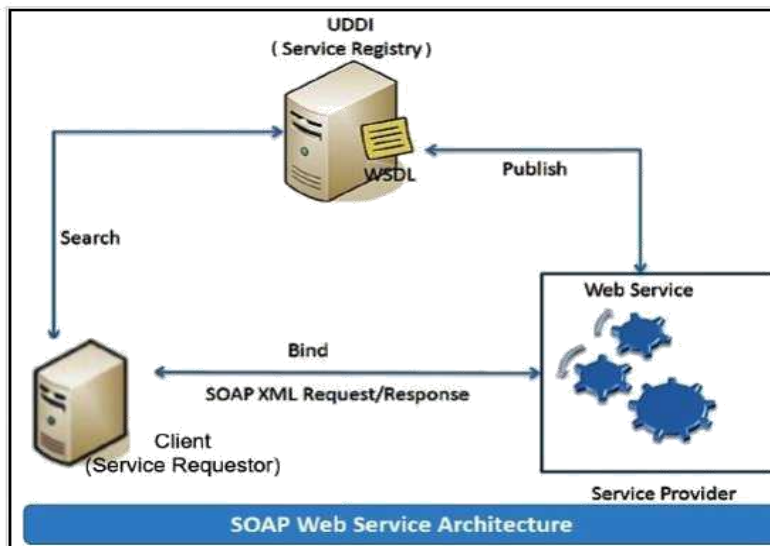 UDDI
( Service Registry )
WSDL
Publish
Search
Web Service
Bind
SOAP XML Request/Response
Client
(Service Requestor)
Service Provider
SOAP Web Service Architecture